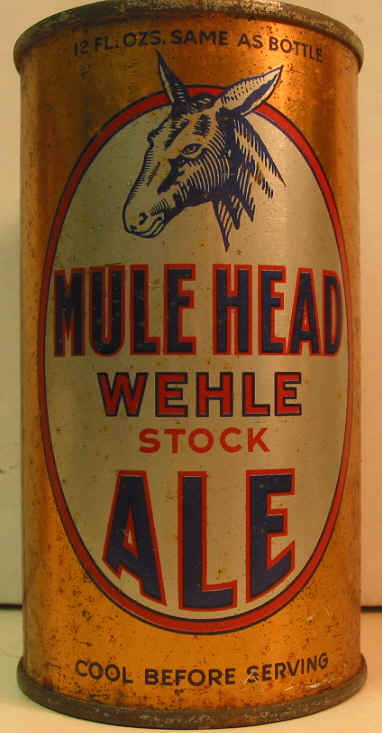 12 FL. OZS. SAME AS BOTTLE
MULE HEAD
WEHLE
STOCK
ALE
COOL BEFORE SERVING